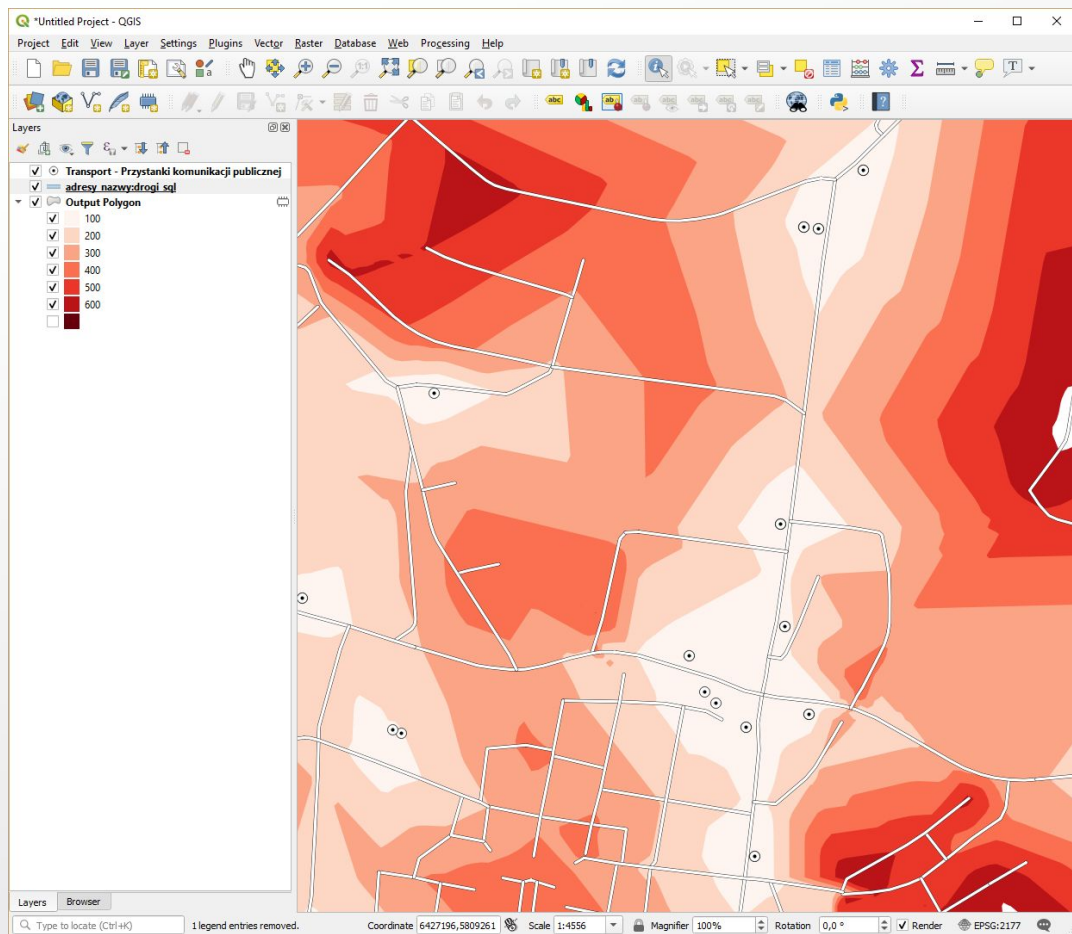 *Untitled Project - QGIS
Project Edit View Layer Settings Plugins Vector Raster Database Web Processing Help
Layers
Transport - Przystanki komunikacji publicznej
adresy_nazwy:drogi_sql
Output Polygon
100
200
300
400
500
600
Layers Browser
Type to locate (Ctrl+K) 1 legend entries removed. Coordinate 6427196,5809261 Scale 1:4556 Magnifier 100% Rotation 0,0 ° Render EPSG:2177